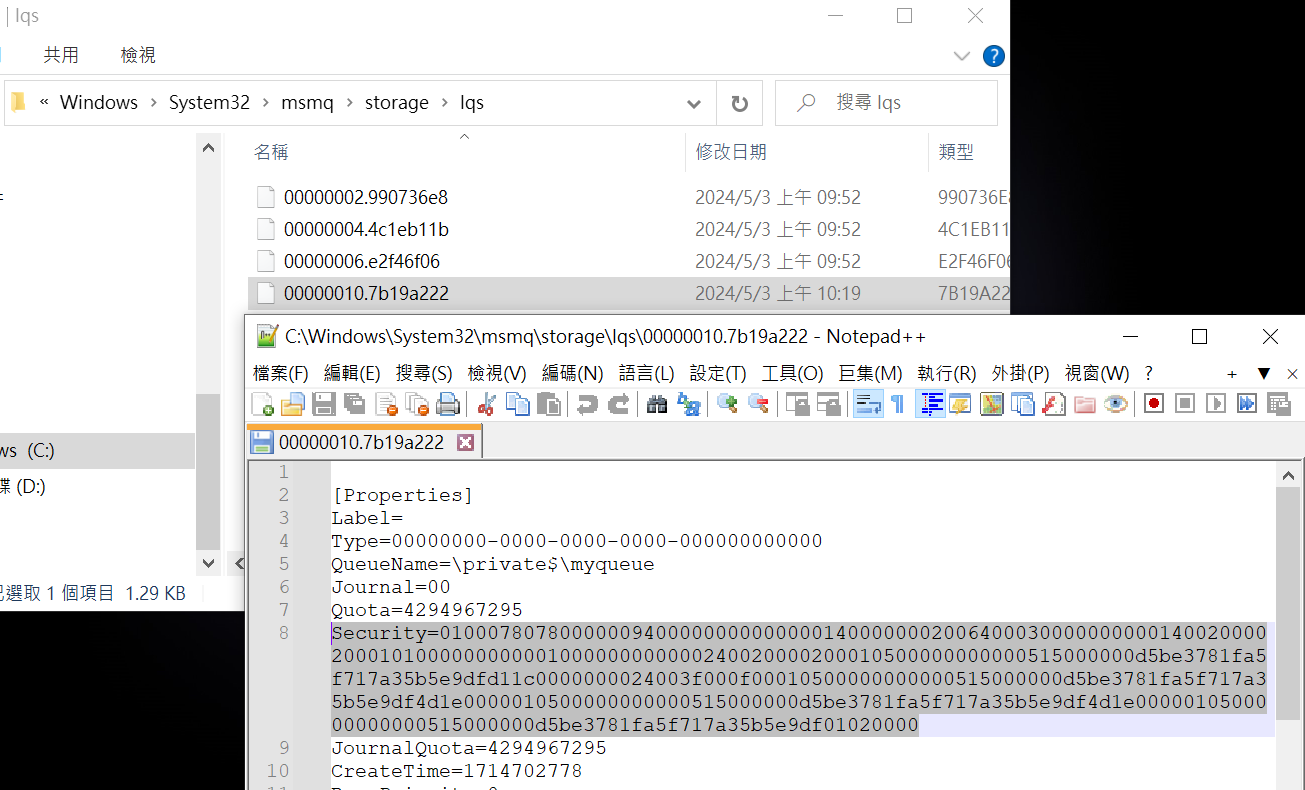 lqs
共用
檢視
?
« Windows › System32 › msmq › storage › lqs
搜尋 lqs
名稱
修改日期
類型
00000002.990736e8 2024/5/3 上午 09:52 990736E8
00000004.4c1eb11b 2024/5/3 上午 09:52 4C1EB11
00000006.e2f46f06 2024/5/3 上午 09:52 E2F46F06
00000010.7b19a222 2024/5/3 上午 10:19 7B19A22
ws (C:)
碟 (D:)
已選取 1 個項目 1.29 KB
C:\Windows\System32\msmq\storage\lqs\00000010.7b19a222 - Notepad++
檔案(F) 編輯(E) 搜尋(S) 檢視(V) 編碼(N) 語言(L) 設定(T) 工具(O) 巨集(M) 執行(R) 外掛(P) 視窗(W) ? + ▼ ×
00000010.7b19a222
1
2 [Properties]
3 Label=
4 Type=00000000-0000-0000-0000-000000000000
5 QueueName=\private$\myqueue
6 Journal=00
7 Quota=4294967295
8 Security=010007807800000094000000000000001400000002006400030000000000140020000
2000101000000000001000000000000240020000200010500000000000515000000d5be3781fa5
f717a35b5e9dfd11c0000000024003f000f00010500000000000515000000d5be3781fa5f717a3
5b5e9df4d1e0000010500000000000515000000d5be3781fa5f717a35b5e9df4d1e00000105000
00000000515000000d5be3781fa5f717a35b5e9df01020000
9 JournalQuota=4294967295
10 CreateTime=1714702778